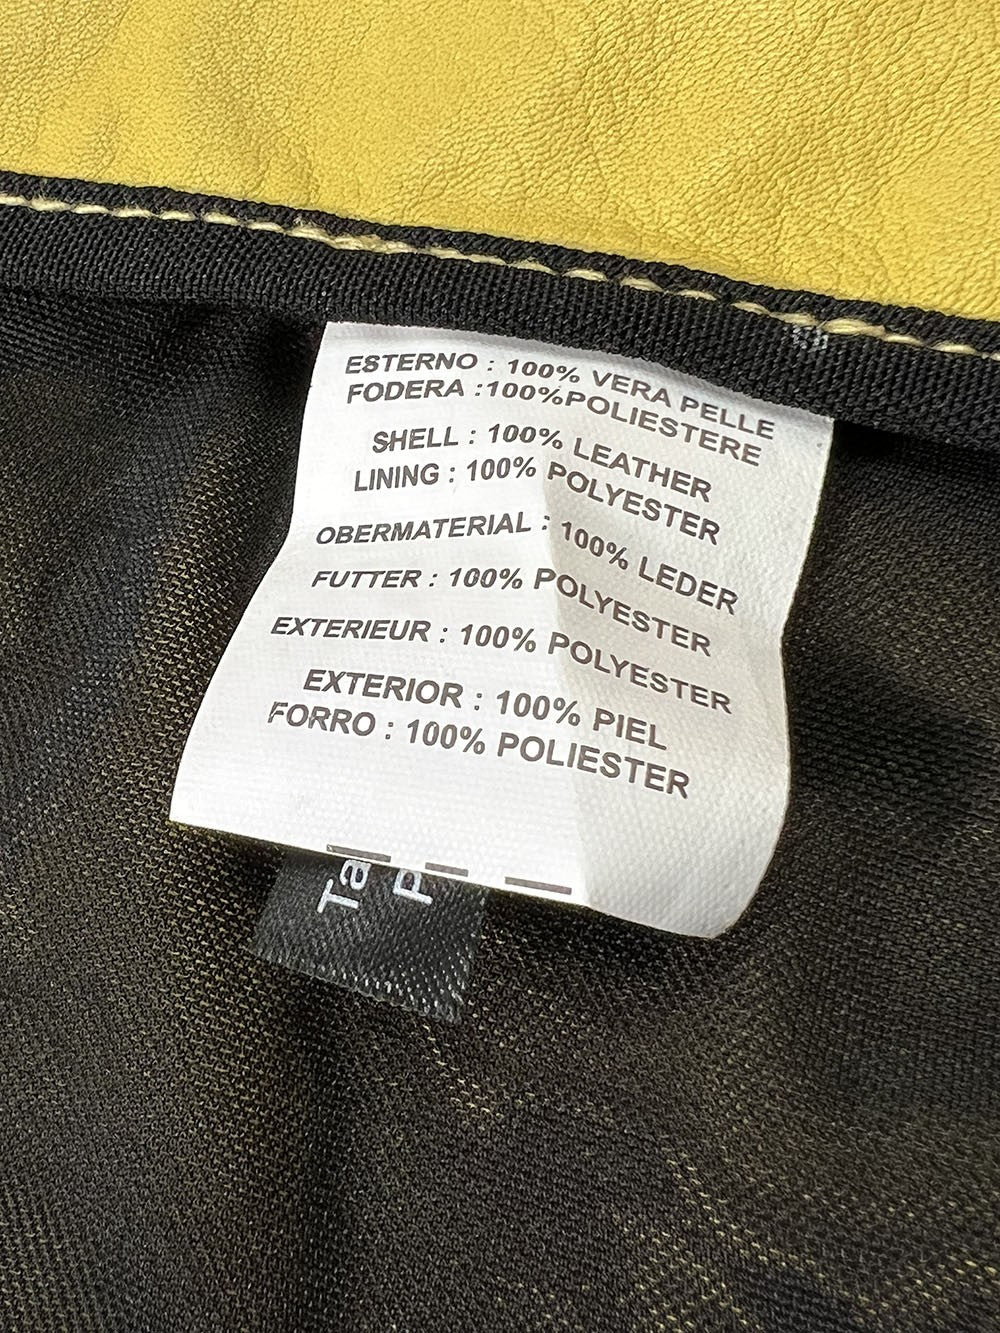 ESTERNO : 100% VERA PELLE
FODERA :100%POLIESTERE
SHELL : 100% LEATHER
LINING : 100% POLYESTER
OBERMATERIAL : 100% LEDER
FUTTER : 100% POLYESTER
EXTERIEUR : 100% POLYESTER
EXTERIOR : 100% PIEL
FORRO : 100% POLIESTER